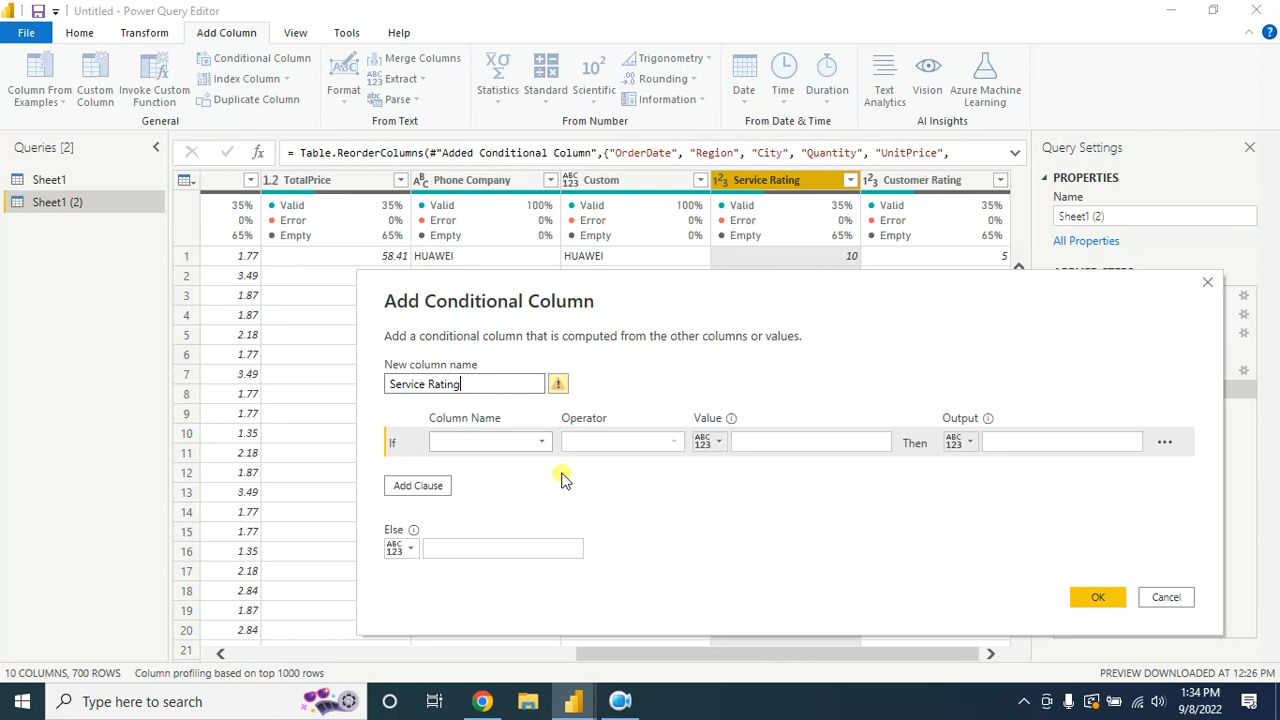 Untitled - Power Query Editor
File Home Transform Add Column View Tools Help
Column From Examples
Custom Column
Invoke Custom Function
Conditional Column
Index Column
Duplicate Column
General
Format
Merge Columns
Extract
Parse
From Text
Statistics
Standard
Scientific
Trigonometry
Rounding
Information
From Number
Date
Time
Duration
From Date & Time
Text Analytics
Vision
Azure Machine Learning
AI Insights
Queries [2]
Sheet1
Sheet1 (2)
= Table.ReorderColumns(#"Added Conditional Column",{"OrderDate", "Region", "City", "Quantity", "UnitPrice",
1.2 TotalPrice ABC Phone Company ABC 123 Custom 123 Service Rating 123 Customer Rating
35% Valid 35% Valid 100% Valid 100% Valid 35% Valid 35%
0% Error 0% Error 0% Error 0% Error 0% Error 0%
65% Empty 65% Empty 0% Empty 0% Empty 65% Empty 65%
1 1.77 58.41 HUAWEI HUAWEI 10 5
2 3.49
3 1.87
4 1.87
5 2.18
6 1.77
7 3.49
8 1.77
9 1.77
10 1.35
11 2.18
12 1.87
13 3.49
14 1.77
15 1.77
16 1.35
17 2.18
18 2.84
19 1.87
20 2.84
21
Query Settings
PROPERTIES
Name
Sheet1 (2)
All Properties
Add Conditional Column
Add a conditional column that is computed from the other columns or values.
New column name
Service Rating
Column Name Operator Value Output
If ABC 123 Then ABC 123 ...
Add Clause
Else
ABC 123
OK Cancel
10 COLUMNS, 700 ROWS Column profiling based on top 1000 rows
PREVIEW DOWNLOADED AT 12:26 PM
Type here to search
1:34 PM
9/8/2022